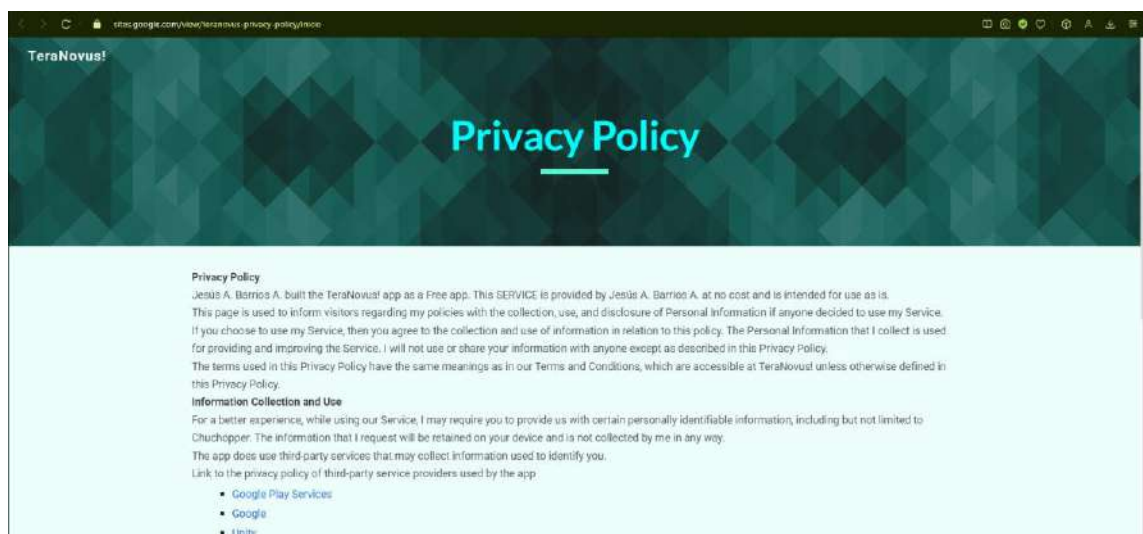 sites.google.com/view/teranovus-privacy-policy/inicio
TeraNovus!
Privacy Policy
Privacy Policy
Jesús A. Barrios A. built the TeraNovus! app as a Free app. This SERVICE is provided by Jesús A. Barrios A. at no cost and is intended for use as is.
This page is used to inform visitors regarding my policies with the collection, use, and disclosure of Personal Information if anyone decided to use my Service.
If you choose to use my Service, then you agree to the collection and use of information in relation to this policy. The Personal Information that I collect is used
for providing and improving the Service. I will not use or share your information with anyone except as described in this Privacy Policy.
The terms used in this Privacy Policy have the same meanings as in our Terms and Conditions, which are accessible at TeraNovus! unless otherwise defined in
this Privacy Policy.
Information Collection and Use
For a better experience, while using our Service, I may require you to provide us with certain personally identifiable information, including but not limited to
Chuchopper. The information that I request will be retained on your device and is not collected by me in any way.
The app does use third-party services that may collect information used to identify you.
Link to the privacy policy of third-party service providers used by the app
Google Play Services
Google
Unity